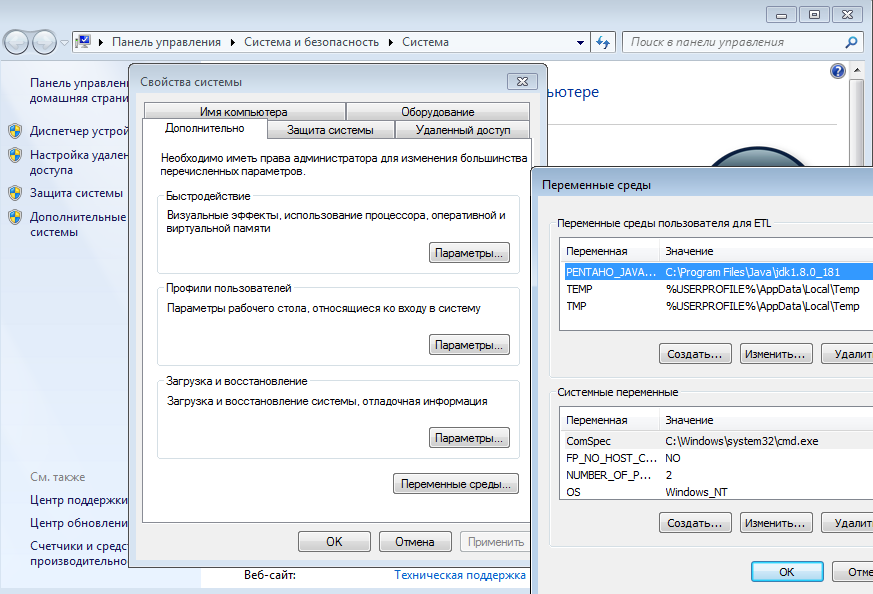 Панель управления ▸ Система и безопасность ▸ Система
Поиск в панели управления
Панель управлен
домашняя страни
Диспетчер устрой
Настройка удален
доступа
Защита системы
Дополнительные
системы
См. также
Центр поддержки
Центр обновлени
Счетчики и средст
производительно
ьютере
Свойства системы
Имя компьютера
Оборудование
Дополнительно
Защита системы
Удаленный доступ
Необходимо иметь права администратора для изменения большинства
перечисленных параметров.
Быстродействие
Визуальные эффекты, использование процессора, оперативной и
виртуальной памяти
Параметры...
Профили пользователей
Параметры рабочего стола, относящиеся ко входу в систему
Параметры...
Загрузка и восстановление
Загрузка и восстановление системы, отладочная информация
Параметры...
Переменные среды...
OK
Отмена
Применить
Веб-сайт:
Техническая поддержка
Переменные среды
Переменные среды пользователя для ETL
Переменная Значение
PENTAHO_JAVA... C:\Program Files\Java\jdk1.8.0_181
TEMP %USERPROFILE%\AppData\Local\Temp
TMP %USERPROFILE%\AppData\Local\Temp
Создать... Изменить... Удалит
Системные переменные
Переменная Значение
ComSpec C:\Windows\system32\cmd.exe
FP_NO_HOST_C... NO
NUMBER_OF_P... 2
OS Windows_NT
Создать... Изменить... Удалит
OK Отме